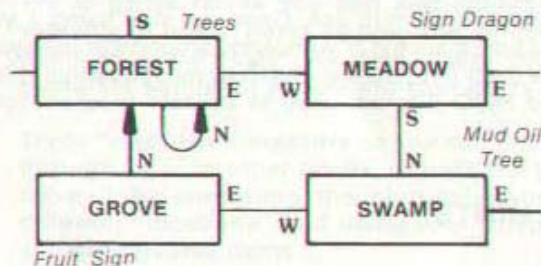 S Trees Sign Dragon
FOREST MEADOW
E W E
N S
Mud Oil
Tree
N N
GROVE E SWAMP E
W
Fruit Sign